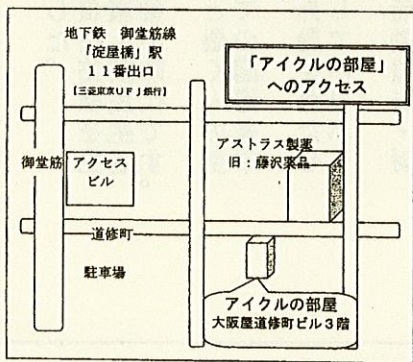 地下鉄　御堂筋線
「淀屋橋」駅
１１番出口
【三菱東京ＵＦＪ銀行】
「アイクルの部屋」
へのアクセス
御堂筋
アクセス
ビル
アストラス製薬
旧：藤沢薬品
道修町
駐車場
アイクルの部屋
大阪屋道修町ビル３階